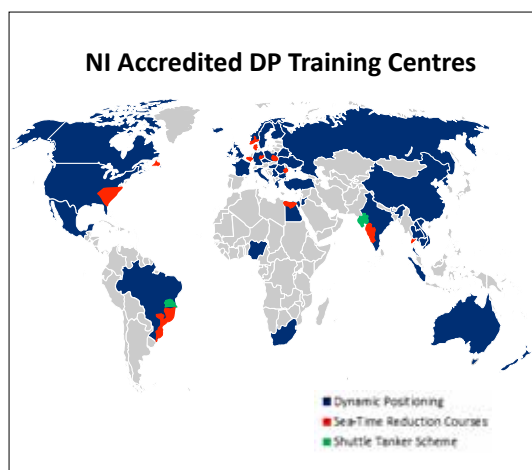 NI Accredited DP Training Centres
Dynamic Positioning
Sea-Time Reduction Courses
Shuttle Tanker Scheme